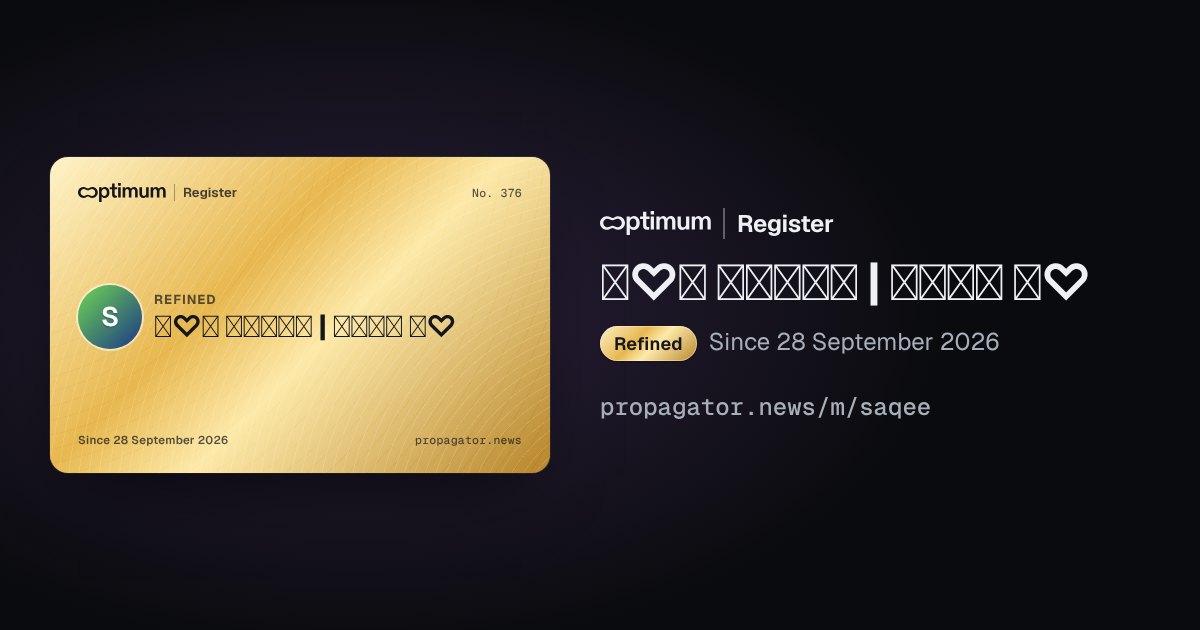 optimum | Register
No. 376
S
REFINED
♡ | ♡
Since 28 September 2026
propagator.news
optimum | Register
♡ | ♡
Refined
Since 28 September 2026
propagator.news/m/saqee